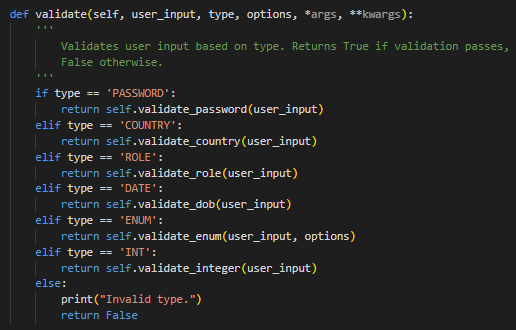 def validate(self, user_input, type, options, *args, **kwargs):
    '''
        Validates user input based on type. Returns True if validation passes,
        False otherwise.
    '''
    if type == 'PASSWORD':
        return self.validate_password(user_input)
    elif type == 'COUNTRY':
        return self.validate_country(user_input)
    elif type == 'ROLE':
        return self.validate_role(user_input)
    elif type == 'DATE':
        return self.validate_dob(user_input)
    elif type == 'ENUM':
        return self.validate_enum(user_input, options)
    elif type == 'INT':
        return self.validate_integer(user_input)
    else:
        print("Invalid type.")
        return False